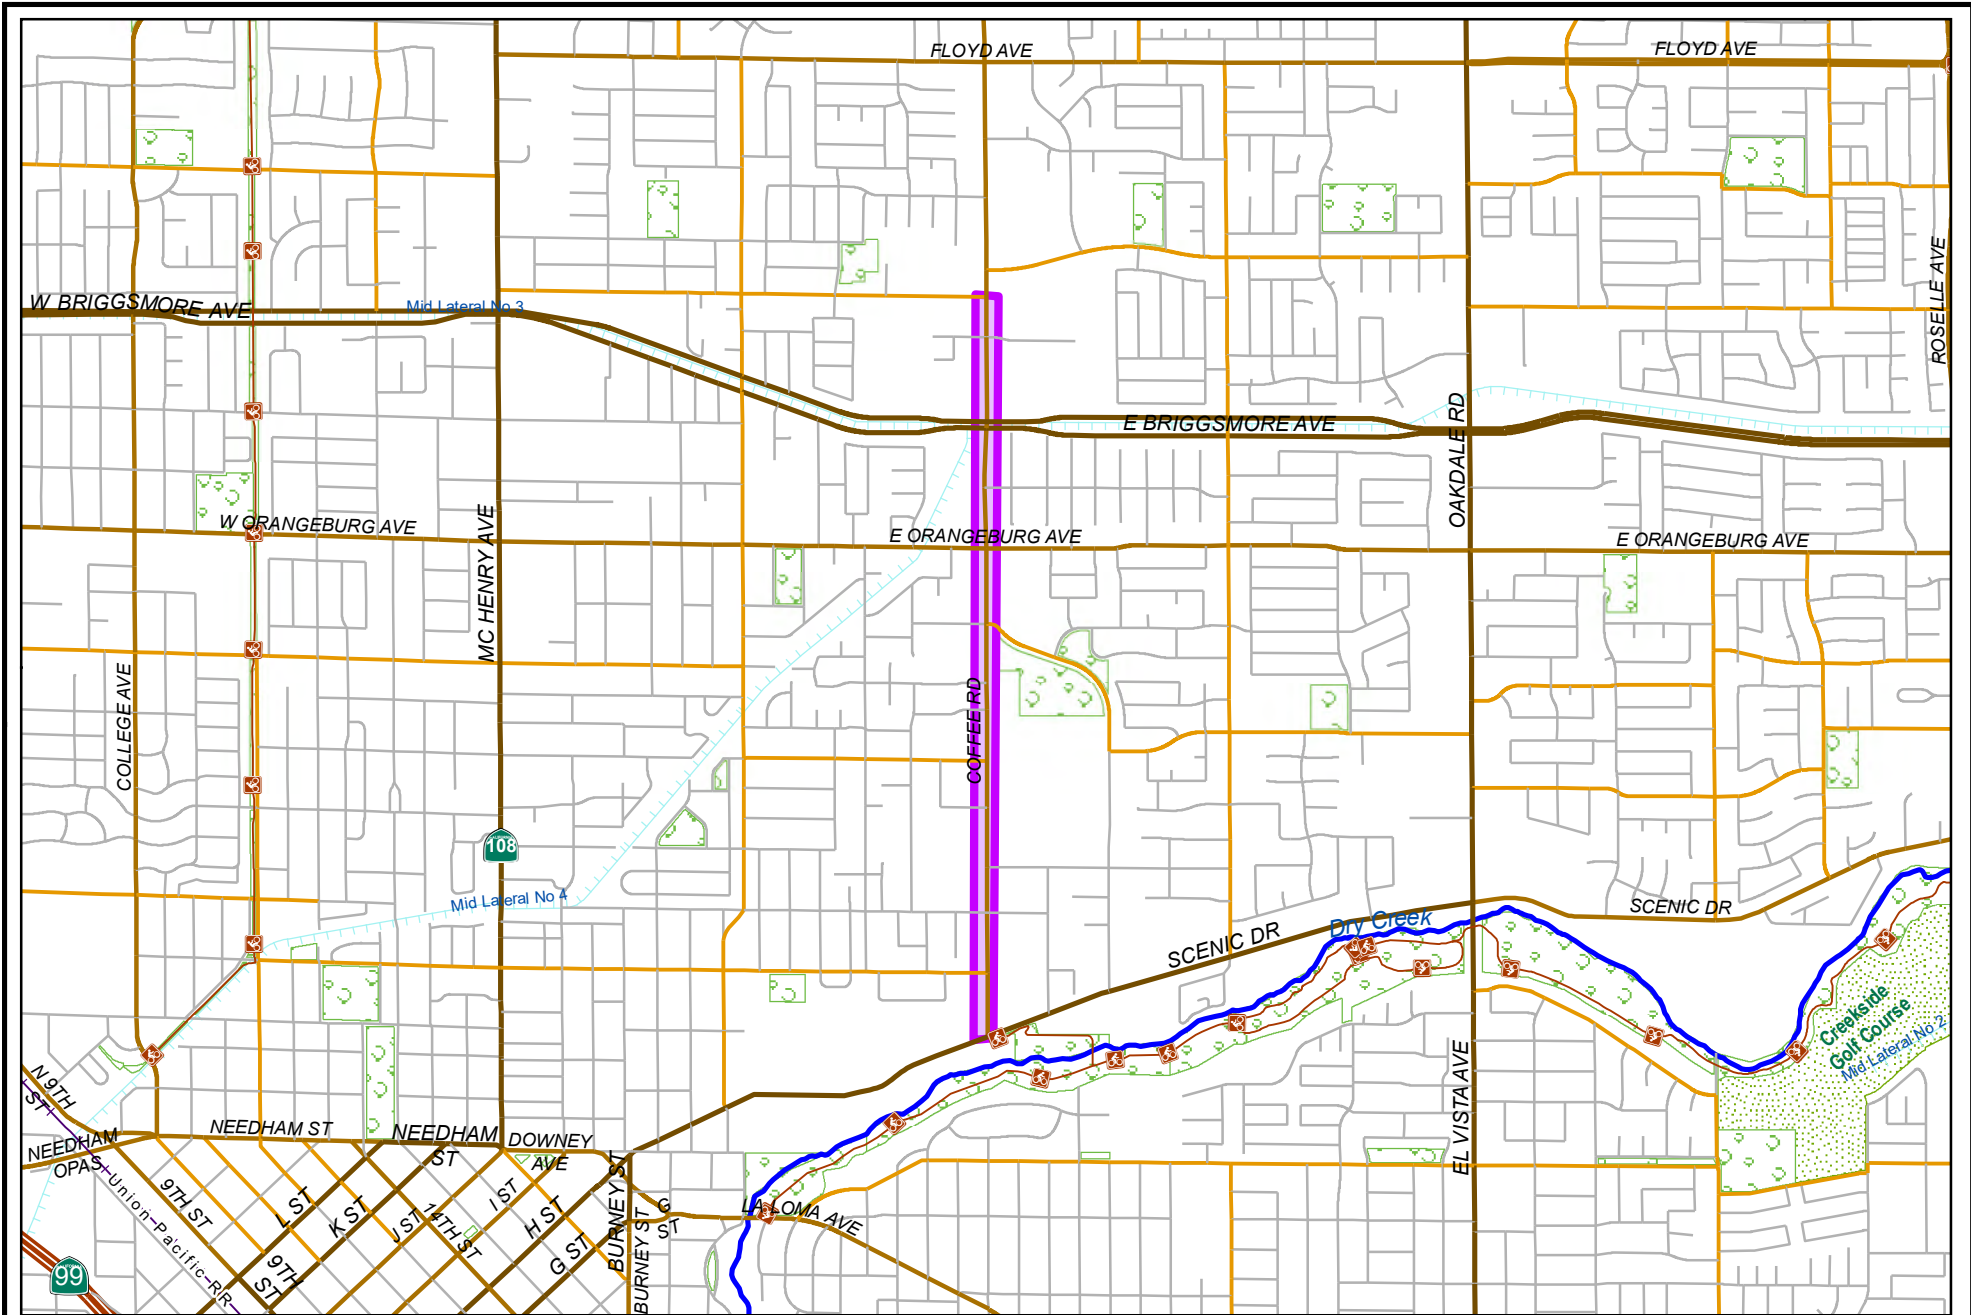 FLOYD AVE
FLOYD AVE
ROSELLE AVE
W BRIGGSMORE AVE
Mid Lateral No 3
E BRIGGSMORE AVE
OAKDALE RD
W ORANGEBURG AVE
MC HENRY AVE
E ORANGEBURG AVE
E ORANGEBURG AVE
COLLEGE AVE
COFFEE RD
108
Mid Lateral No 4
SCENIC DR
Dry Creek
SCENIC DR
Creekside
Golf Course
Mid Lateral No 2
EL VISTA AVE
N 9TH
ST
NEEDHAM ST
NEEDHAM
ST
DOWNEY
AVE
NEEDHAM
OPAS
Union Pacific RR
9TH ST
L ST
K ST
J ST
14TH ST
I ST
H ST
G ST
BURNEY ST
BURNEY ST
G
ST
LA LOMA AVE
9TH
ST
99